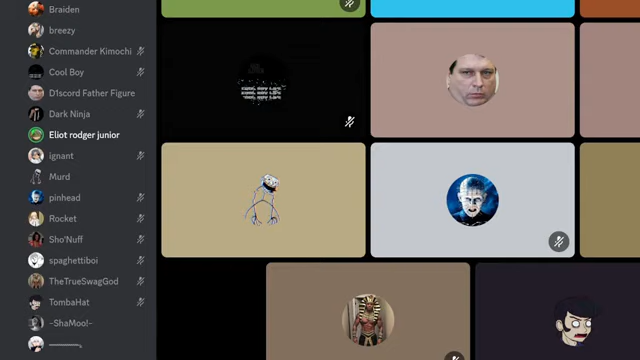 Braiden
breezy
Commander Kimochi
Cool Boy
D1scord Father Figure
Dark Ninja
Eliot rodger junior
ignant
Murd
pinhead
Rocket
Sho'Nuff
spaghettiboi
TheTrueSwagGod
TombaHat
-ShaMoo!-